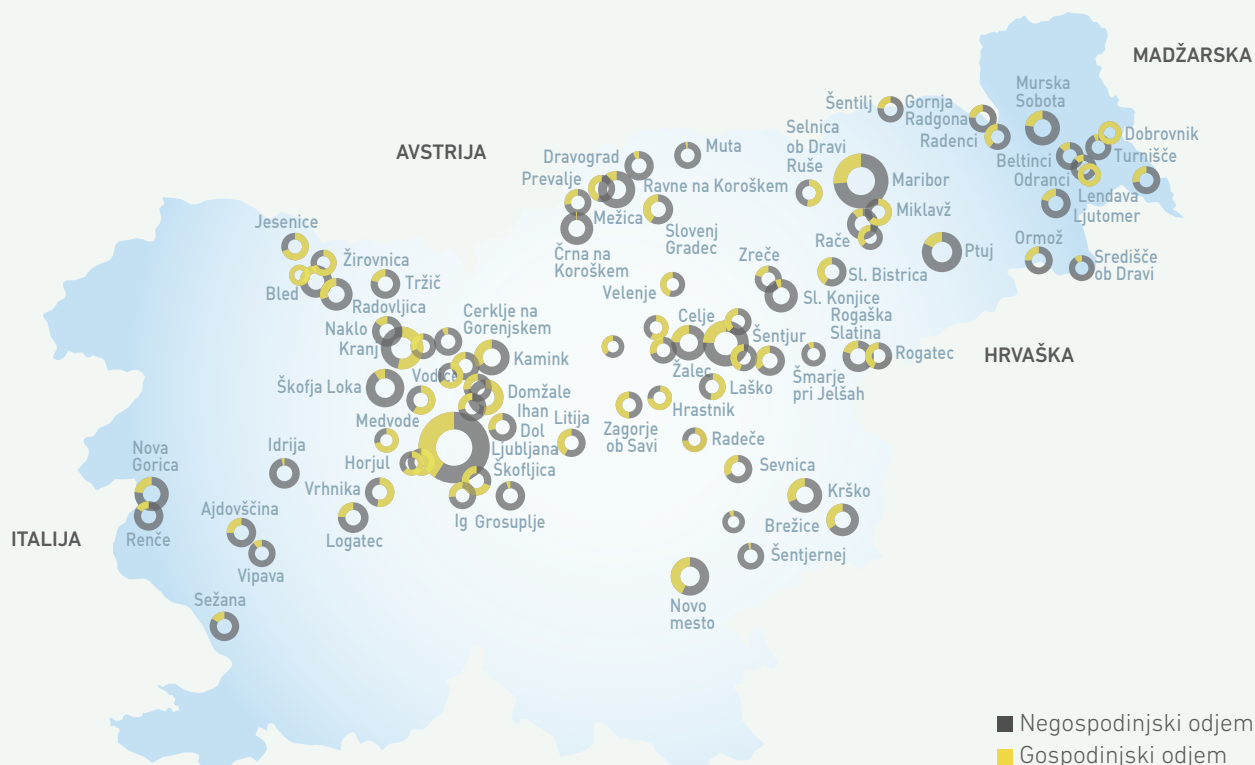 MADŽARSKA
Murska
Sobota
Šentilj
Gornja
Radgona
Selnica
ob Dravi
Radenci
Dobrovnik
AVSTRIJA
Muta
Dravograd
Ruše
Beltinci
Turnišče
Prevalje
Ravne na Koroškem
Maribor
Odranci
Lendava
Mežica
Miklavž
Ljutomer
Jesenice
Slovenj
Gradec
Črna na
Koroškem
Zreče
Rače
Ptuj
Ormož
Središče
ob Dravi
Žirovnica
Bled
Tržič
Velenje
Sl. Bistrica
Radovljica
Sl. Konjice
Cerklje na
Gorenjskem
Naklo
Kranj
Celje
Šentjur
Rogaška
Slatina
Rogatec
HRVAŠKA
Kamink
Žalec
Šmarje
pri Jelšah
Vodice
Škofja Loka
Domžale
Laško
Hrastnik
Ihan
Dol
Litija
Zagorje
ob Savi
Medvode
Ljubljana
Radeče
Nova
Gorica
Idrija
Horjul
Škofljica
Sevnica
Vrhnika
Krško
Ajdovščina
Ig
Grosuplje
Brežice
ITALIJA
Renče
Logatec
Vipava
Šentjernej
Sežana
Novo
mesto
Negospodinjski odjem
Gospodinjski odjem